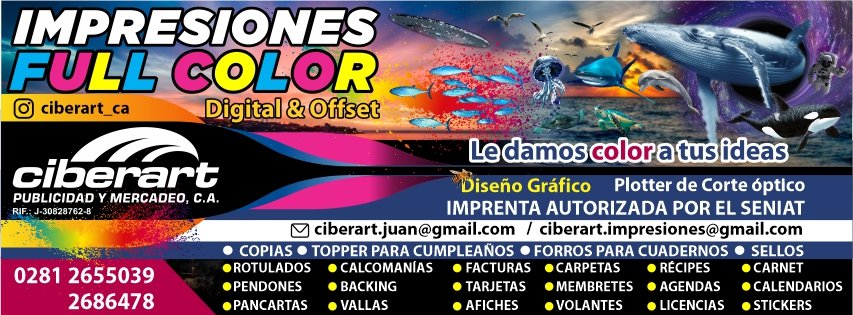 IMPRESIONES
FULL COLOR
Digital & Offset
ciberart_ca
ciberart
PUBLICIDAD Y MERCADEO, C.A.
RIF.: J-30828762-8
Le damos color a tus ideas
Diseño Gráfico Plotter de Corte óptIco
IMPRENTA AUTORIZADA POR EL SENIAT
ciberart.juan@gmail.com / ciberart.impresiones@gmail.com
● COPIAS ● TOPPER PARA CUMPLEAÑOS ● FORROS PARA CUADERNOS ● SELLOS
0281 2655039
2686478
● ROTULADOS ● CALCOMANÍAS ● FACTURAS ● CARPETAS ● RÉCIPES ● CARNET
● PENDONES ● BACKING ● TARJETAS ● MEMBRETES ● AGENDAS ● CALENDARIOS
● PANCARTAS ● VALLAS ● AFICHES ● VOLANTES ● LICENCIAS ● STICKERS